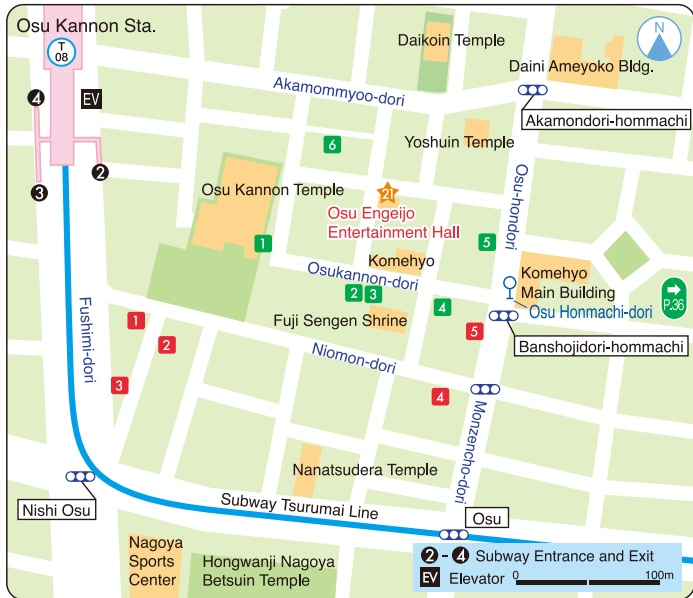 Osu Kannon Sta.
T
08
N
Daikoin Temple
Daini Ameyoko Bldg.
4
EV
Akamommyoo-dori
Akamondori-hommachi
6
Yoshuin Temple
3
2
Osu Kannon Temple
21
Osu Engeijo
Entertainment Hall
Osu-hondori
1
5
Komehyo
Osukannon-dori
Komehyo
Main Building
P.36
2
3
4
Osu Honmachi-dori
Fushimi-dori
Fuji Sengen Shrine
1
2
5
Banshojidori-hommachi
Niomon-dori
3
4
Monzencho-dori
Nanatsudera Temple
Nishi Osu
Subway Tsurumai Line
Osu
Nagoya
Sports
Center
Hongwanji Nagoya
Betsuin Temple
2 - 4 Subway Entrance and Exit
EV Elevator 0 100m